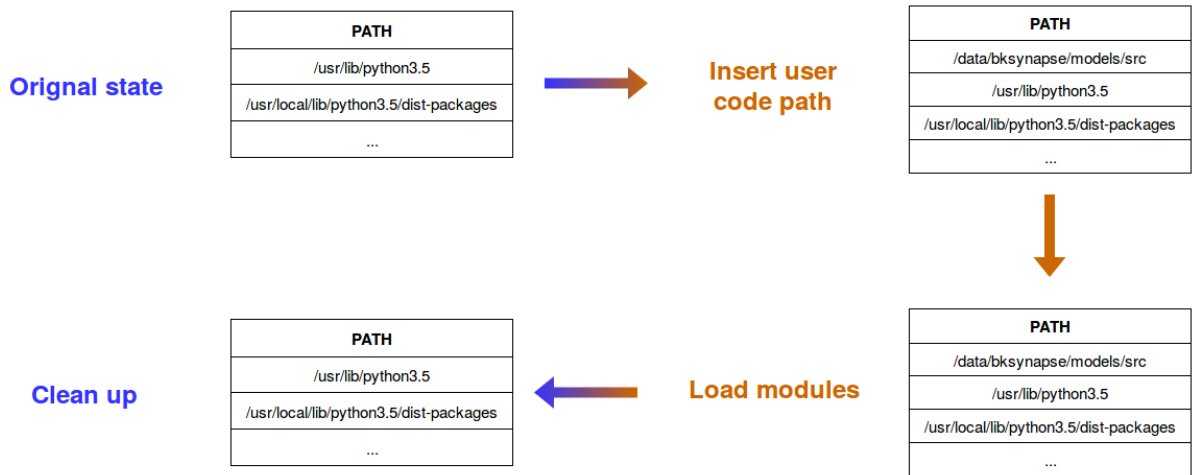 Orignal state
PATH
/usr/lib/python3.5
/usr/local/lib/python3.5/dist-packages
...
Insert user
code path
PATH
/data/bksynapse/models/src
/usr/lib/python3.5
/usr/local/lib/python3.5/dist-packages
...
Clean up
PATH
/usr/lib/python3.5
/usr/local/lib/python3.5/dist-packages
...
Load modules
PATH
/data/bksynapse/models/src
/usr/lib/python3.5
/usr/local/lib/python3.5/dist-packages
...